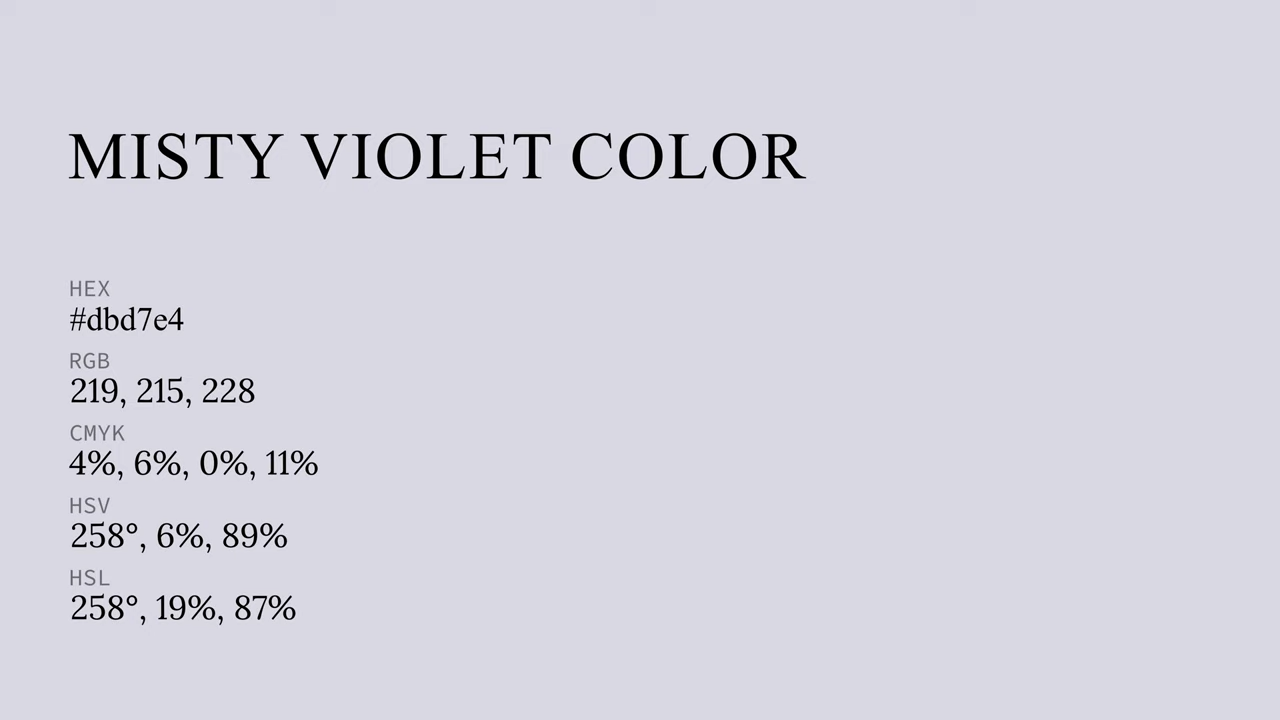 MISTY VIOLET COLOR
HEX
#dbd7e4
RGB
219, 215, 228
CMYK
4%, 6%, 0%, 11%
HSV
258°, 6%, 89%
HSL
258°, 19%, 87%